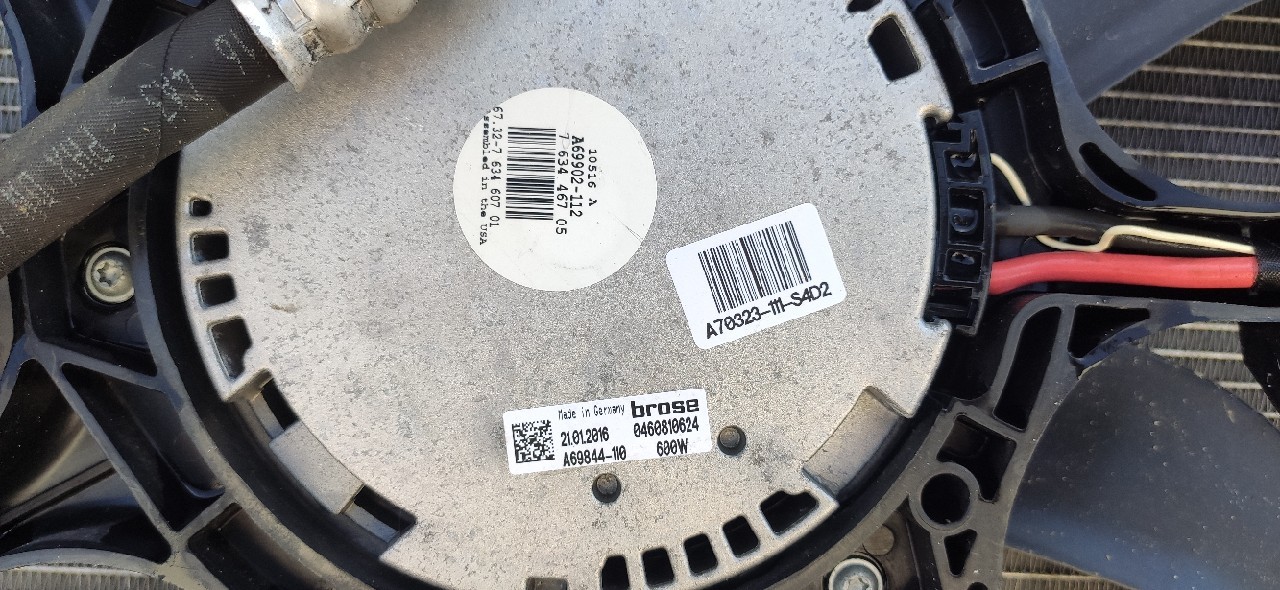 10516 A
A69902-112
7 634 467 05
67.32-7 634 607 01
ssembled in the USA
A70323-111-S4D2
Made in Germany brose
21.01.2016 0460810624
A69844-110 600W